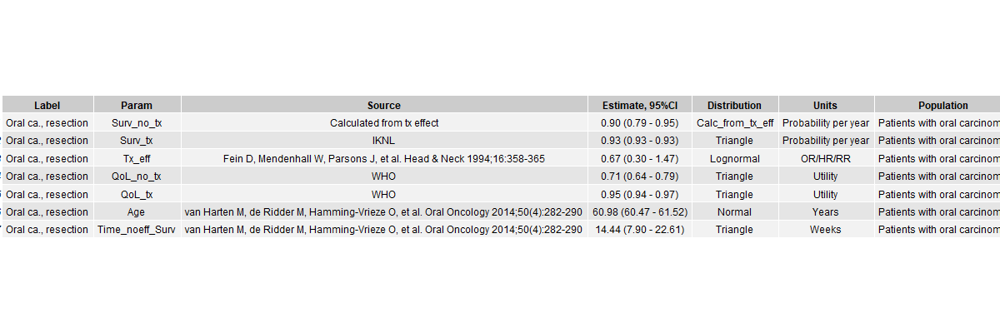 Label Param Source Estimate, 95%CI Distribution Units Population
Oral ca., resection Surv_no_tx Calculated from tx effect 0.90 (0.79 - 0.95) Calc_from_tx_eff Probability per year Patients with oral carcinom
Oral ca., resection Surv_tx IKNL 0.93 (0.93 - 0.93) Triangle Probability per year Patients with oral carcinom
Oral ca., resection Tx_eff Fein D, Mendenhall W, Parsons J, et al. Head & Neck 1994;16:358-365 0.67 (0.30 - 1.47) Lognormal OR/HR/RR Patients with oral carcinom
Oral ca., resection QoL_no_tx WHO 0.71 (0.64 - 0.79) Triangle Utility Patients with oral carcinom
Oral ca., resection QoL_tx WHO 0.95 (0.94 - 0.97) Triangle Utility Patients with oral carcinom
Oral ca., resection Age van Harten M, de Ridder M, Hamming-Vrieze O, et al. Oral Oncology 2014;50(4):282-290 60.98 (60.47 - 61.52) Normal Years Patients with oral carcinom
Oral ca., resection Time_noeff_Surv van Harten M, de Ridder M, Hamming-Vrieze O, et al. Oral Oncology 2014;50(4):282-290 14.44 (7.90 - 22.61) Triangle Weeks Patients with oral carcinom